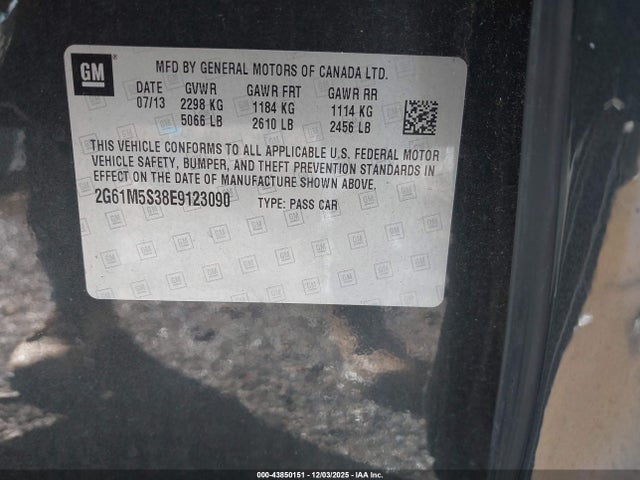 GM ®
MFD BY GENERAL MOTORS OF CANADA LTD.
DATE GVWR GAWR FRT GAWR RR
07/13 2298 KG 1184 KG 1114 KG
5066 LB 2610 LB 2456 LB
THIS VEHICLE CONFORMS TO ALL APPLICABLE U.S. FEDERAL MOTOR
VEHICLE SAFETY, BUMPER, AND THEFT PREVENTION STANDARDS IN
EFFECT ON THE DATE OF MANUFACTURE SHOWN ABOVE.
2G61M5S38E9123090 TYPE: PASS CAR
000-43850151 - 12/03/2025 - IAAI Inc.